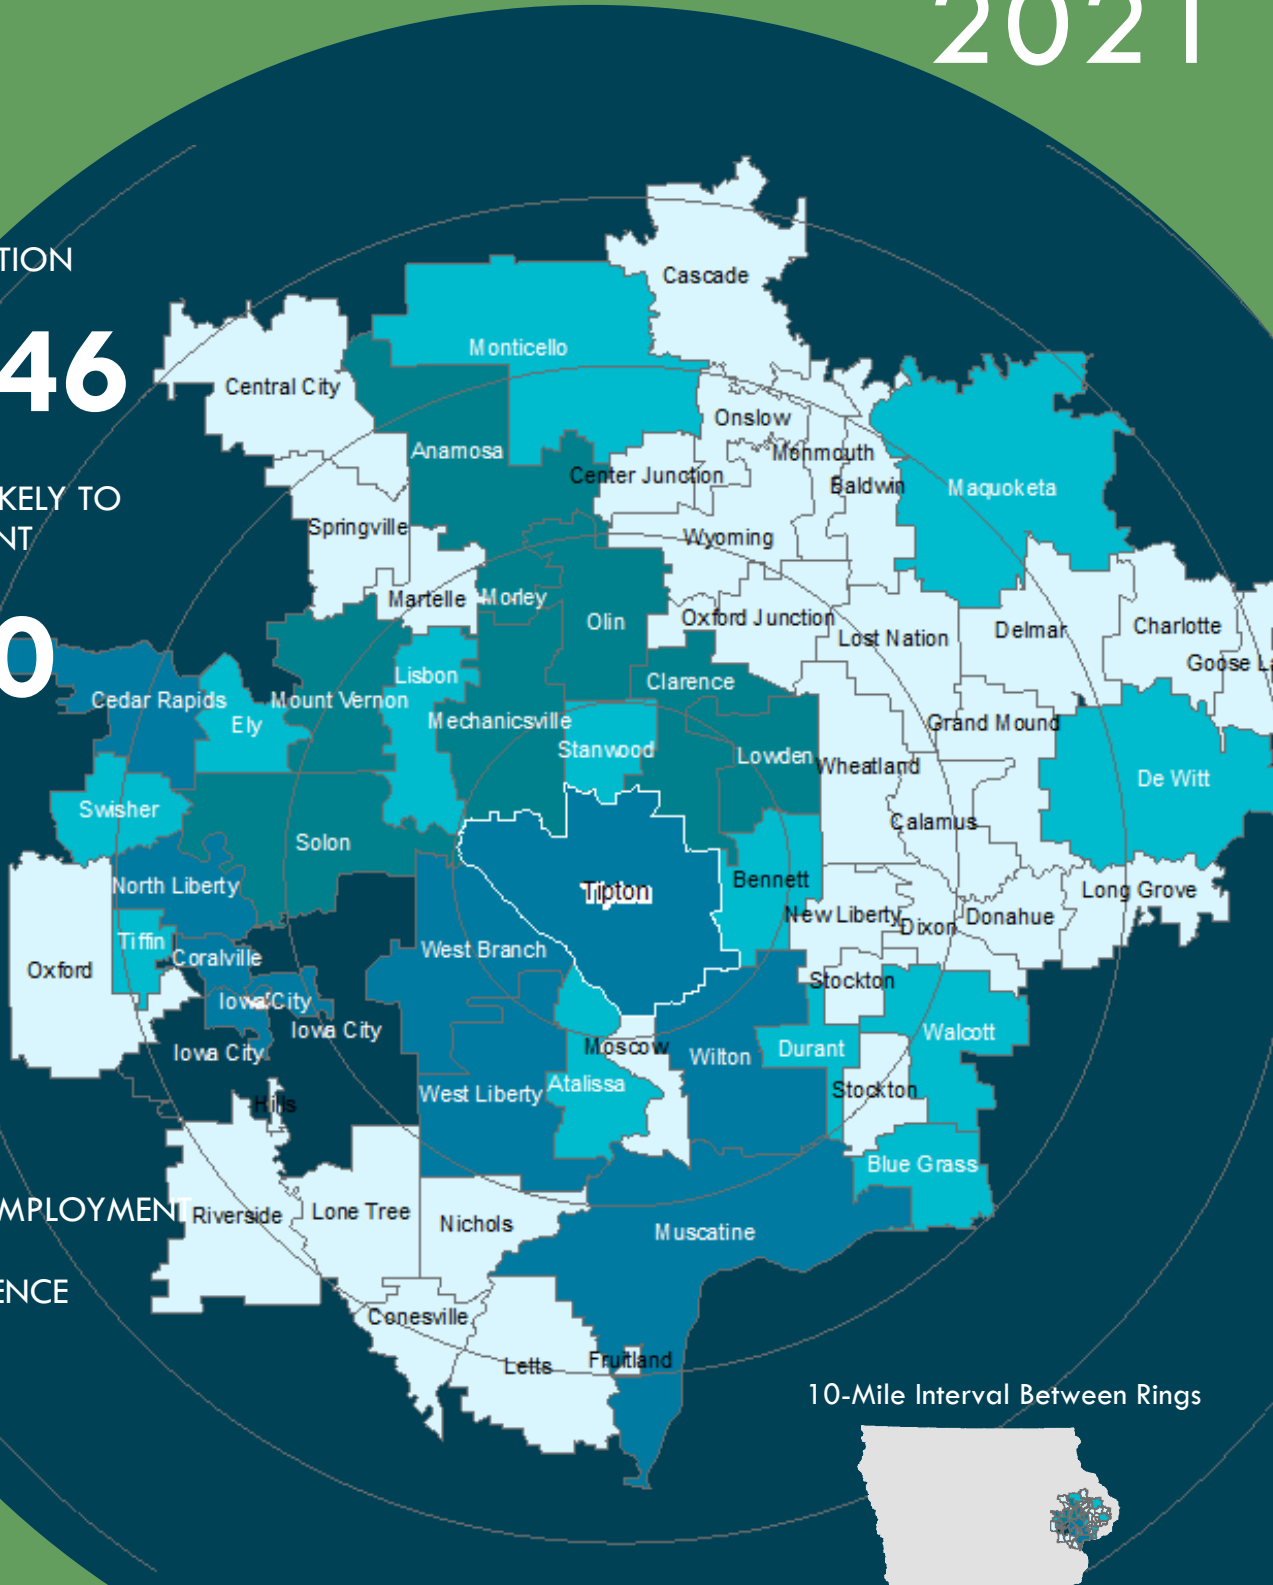 2021
TION
46
KELY TO
NT
0
MPLOYMENT
ENCE
Cascade
Monticello
Central City
Onslow
Anamosa
Monmouth
Center Junction
Baldwin
Maquoketa
Springville
Wyoming
Martelle
Morley
Olin
Oxford Junction
Lost Nation
Delmar
Charlotte
Goose La
Lisbon
Clarence
Cedar Rapids
Mount Vernon
Ely
Mechanicsville
Grand Mound
Stanwood
Lowden
Wheatland
De Witt
Swisher
Calamus
Solon
North Liberty
Tipton
Bennett
Long Grove
New Liberty
Dixon
Donahue
Tiffin
Coralville
West Branch
Oxford
Stockton
Iowa City
Iowa City
Walcott
Iowa City
Moscow
Wilton
Durant
Atalissa
West Liberty
Stockton
Hills
Blue Grass
Riverside
Lone Tree
Nichols
Muscatine
Conesville
Letts
Fruitland
10-Mile Interval Between Rings